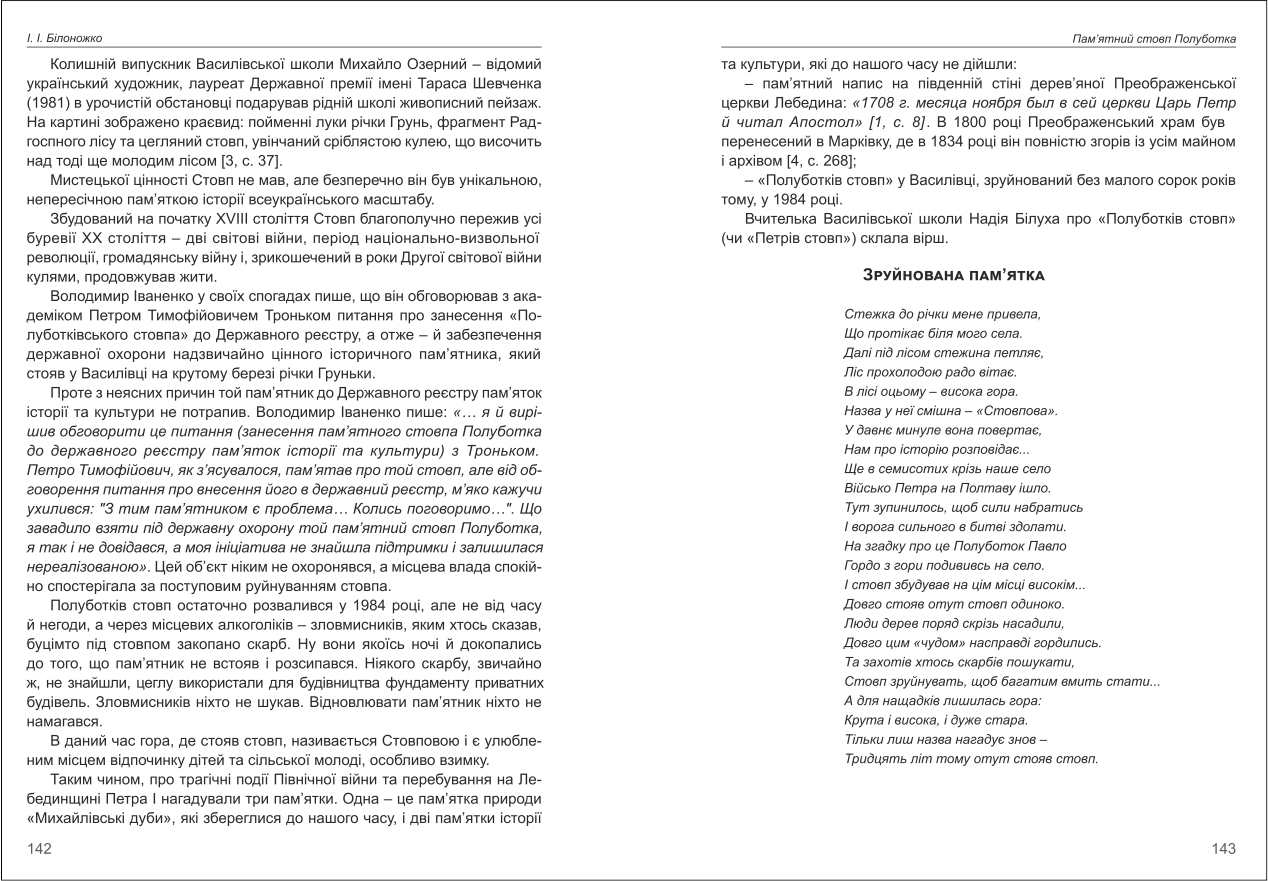 І. І. Білоножко
Колишній випускник Василівської школи Михайло Озерний – відомий
український художник, лауреат Державної премії імені Тараса Шевченка
(1981) в урочистій обстановці подарував рідній школі живописний пейзаж.
На картині зображено краєвид: пойменні луки річки Грунь, фрагмент Рад-
госпного лісу та цегляний стовп, увінчаний сріблястою кулею, що височить
над тоді ще молодим лісом [3, с. 37].
Мистецької цінності Стовп не мав, але безперечно він був унікальною,
непересічною пам’яткою історії всеукраїнського масштабу.
Збудований на початку XVIII століття Стовп благополучно пережив усі
буревії ХХ століття – дві світові війни, період національно-визвольної
революції, громадянську війну і, зрикошечений в роки Другої світової війни
кулями, продовжував жити.
Володимир Іваненко у своїх спогадах пише, що він обговорював з ака-
деміком Петром Тимофійовичем Троньком питання про занесення «По-
луботківського стовпа» до Державного реєстру, а отже – й забезпечення
державної охорони надзвичайно цінного історичного пам’ятника, який
стояв у Василівці на крутому березі річки Груньки.
Проте з неясних причин той пам’ятник до Державного реєстру пам’яток
історії та культури не потрапив. Володимир Іваненко пише: «… я й вирі-
шив обговорити це питання (занесення пам’ятного стовпа Полуботка
до державного реєстру пам’яток історії та культури) з Троньком.
Петро Тимофійович, як з’ясувалося, пам’ятав про той стовп, але від об-
говорення питання про внесення його в державний реєстр, м’яко кажучи
ухилився: "З тим пам’ятником є проблема… Колись поговоримо…". Що
завадило взяти під державну охорону той пам’ятний стовп Полуботка,
я так і не довідався, а моя ініціатива не знайшла підтримки і залишилася
нереалізованою». Цей об’єкт ніким не охоронявся, а місцева влада спокій-
но спостерігала за поступовим руйнуванням стовпа.
Полуботків стовп остаточно розвалився у 1984 році, але не від часу
й негоди, а через місцевих алкоголіків – зловмисників, яким хтось сказав,
буцімто під стовпом закопано скарб. Ну вони якоїсь ночі й докопались
до того, що пам’ятник не встояв і розсипався. Ніякого скарбу, звичайно
ж, не знайшли, цеглу використали для будівництва фундаменту приватних
будівель. Зловмисників ніхто не шукав. Відновлювати пам’ятник ніхто не
намагався.
В даний час гора, де стояв стовп, називається Стовповою і є улюбле-
ним місцем відпочинку дітей та сільської молоді, особливо взимку.
Таким чином, про трагічні події Північної війни та перебування на Ле-
бединщині Петра І нагадували три пам’ятки. Одна – це пам’ятка природи
«Михайлівські дуби», які збереглися до нашого часу, і дві пам’ятки історії
142
Пам’ятний стовп Полуботка
та культури, які до нашого часу не дійшли:
– пам’ятний напис на південній стіні дерев’яної Преображенської
церкви Лебедина: «1708 г. месяца ноября был в сей церкви Царь Петр
й читал Апостол» [1, с. 8]. В 1800 році Преображенський храм був
перенесений в Марківку, де в 1834 році він повністю згорів із усім майном
і архівом [4, с. 268];
– «Полуботків стовп» у Василівці, зруйнований без малого сорок років
тому, у 1984 році.
Вчителька Василівської школи Надія Білуха про «Полуботків стовп»
(чи «Петрів стовп») склала вірш.
Зруйнована пам’ятка
Стежка до річки мене привела,
Що протікає біля мого села.
Далі під лісом стежина петляє,
Ліс прохолодою радо вітає.
В лісі оцьому – висока гора.
Назва у неї смішна – «Стовпова».
У давнє минуле вона повертає,
Нам про історію розповідає...
Ще в семисотих крізь наше село
Військо Петра на Полтаву ішло.
Тут зупинилось, щоб сили набратись
І ворога сильного в битві здолати.
На згадку про це Полуботок Павло
Гордо з гори подививсь на село.
І стовп збудував на цім місці високім...
Довго стояв отут стовп одиноко.
Люди дерев поряд скрізь насадили,
Довго цим «чудом» насправді гордились.
Та захотів хтось скарбів пошукати,
Стовп зруйнувать, щоб багатим вмить стати...
А для нащадків лишилась гора:
Крута і висока, і дуже стара.
Тільки лиш назва нагадує знов –
Тридцять літ тому отут стояв стовп.
143